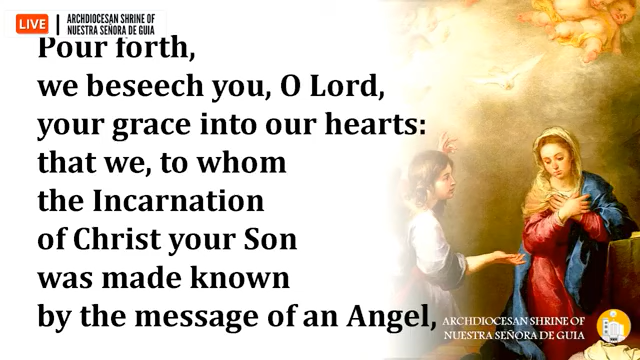 LIVE
ARCHDIOCESAN SHRINE OF
NUESTRA SEÑORA DE GUIA
Pour forth,
we beseech you, O Lord,
your grace into our hearts:
that we, to whom
the Incarnation
of Christ your Son
was made known
by the message of an Angel,
ARCHDIOCESAN SHRINE OF
NUESTRA SEÑORA DE GUIA